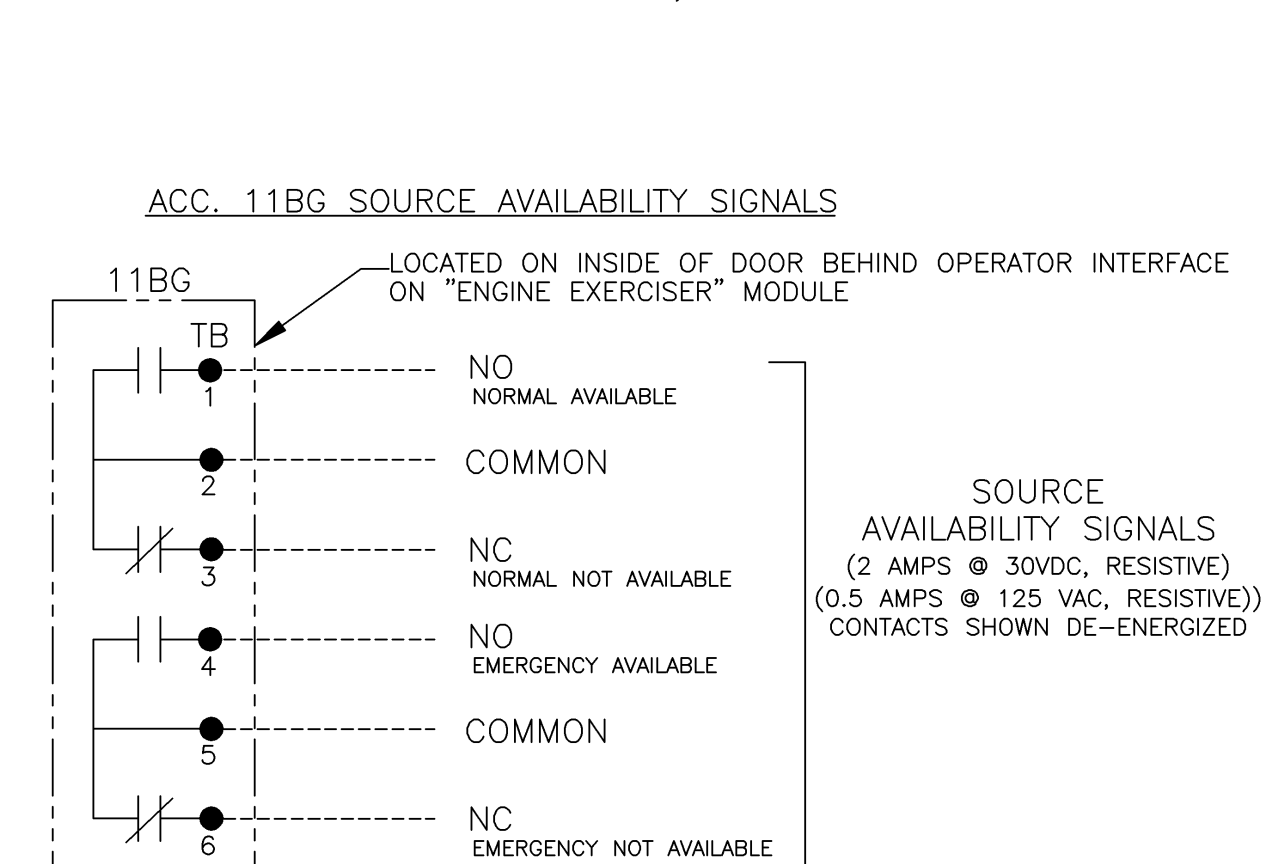 ACC. 11BG SOURCE AVAILABILITY SIGNALS
LOCATED ON INSIDE OF DOOR BEHIND OPERATOR INTERFACE
ON "ENGINE EXERCISER" MODULE
11BG
TB
1
NO
NORMAL AVAILABLE
2
COMMON
3
NC
NORMAL NOT AVAILABLE
4
NO
EMERGENCY AVAILABLE
5
COMMON
6
NC
EMERGENCY NOT AVAILABLE
SOURCE
AVAILABILITY SIGNALS
(2 AMPS @ 30VDC, RESISTIVE)
(0.5 AMPS @ 125 VAC, RESISTIVE))
CONTACTS SHOWN DE-ENERGIZED